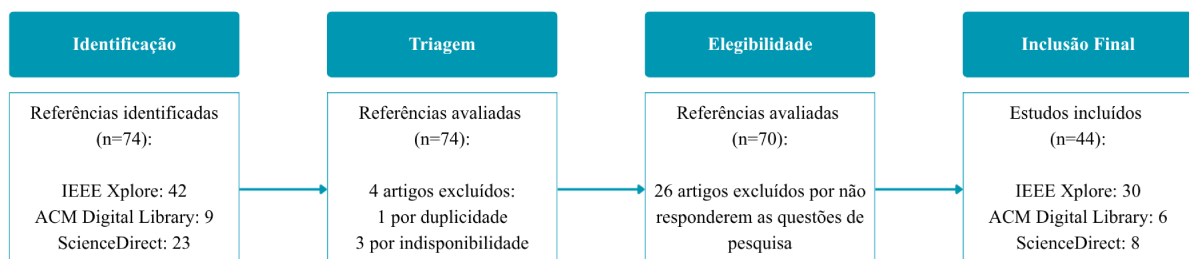 Identificação
Referências identificadas
(n=74):
IEEE Xplore: 42
ACM Digital Library: 9
ScienceDirect: 23
Triagem
Referências avaliadas
(n=74):
4 artigos excluídos:
1 por duplicidade
3 por indisponibilidade
Elegibilidade
Referências avaliadas
(n=70):
26 artigos excluídos por não
responderem as questões de
pesquisa
Inclusão Final
Estudos incluídos
(n=44):
IEEE Xplore: 30
ACM Digital Library: 6
ScienceDirect: 8